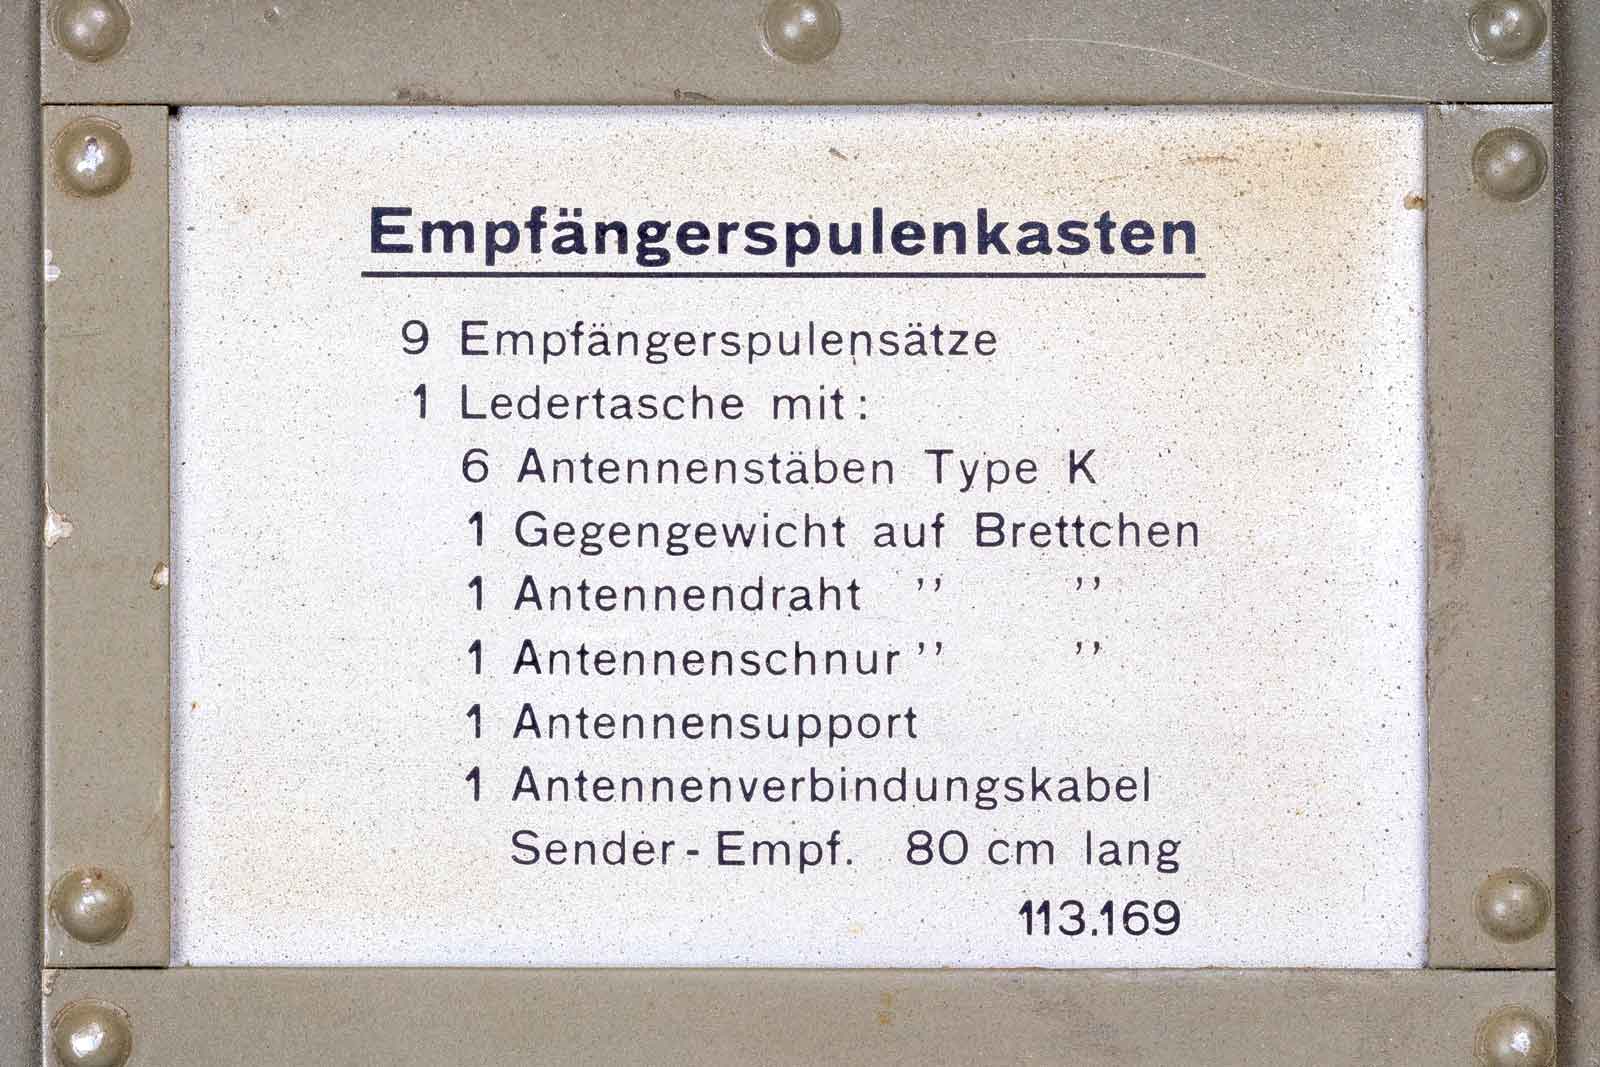 Empfängerspulenkasten
9 Empfängerspulensätze
1 Ledertasche mit:
6 Antennenstäben Type K
1 Gegengewicht auf Brettchen
1 Antennendraht " "
1 Antennenschnur " "
1 Antennensupport
1 Antennenverbindungskabel
Sender-Empf. 80 cm lang
113.169